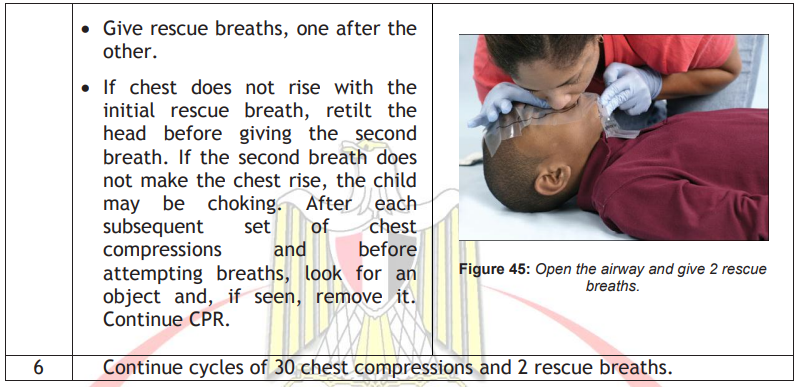 • Give rescue breaths, one after the
other.
• If chest does not rise with the
initial rescue breath, retilt the
head before giving the second
breath. If the second breath does
not make the chest rise, the child
may be choking. After each
subsequent set of chest
compressions and before
attempting breaths, look for an
object and, if seen, remove it.
Continue CPR.
Figure 45: Open the airway and give 2 rescue
breaths.
6 Continue cycles of 30 chest compressions and 2 rescue breaths.